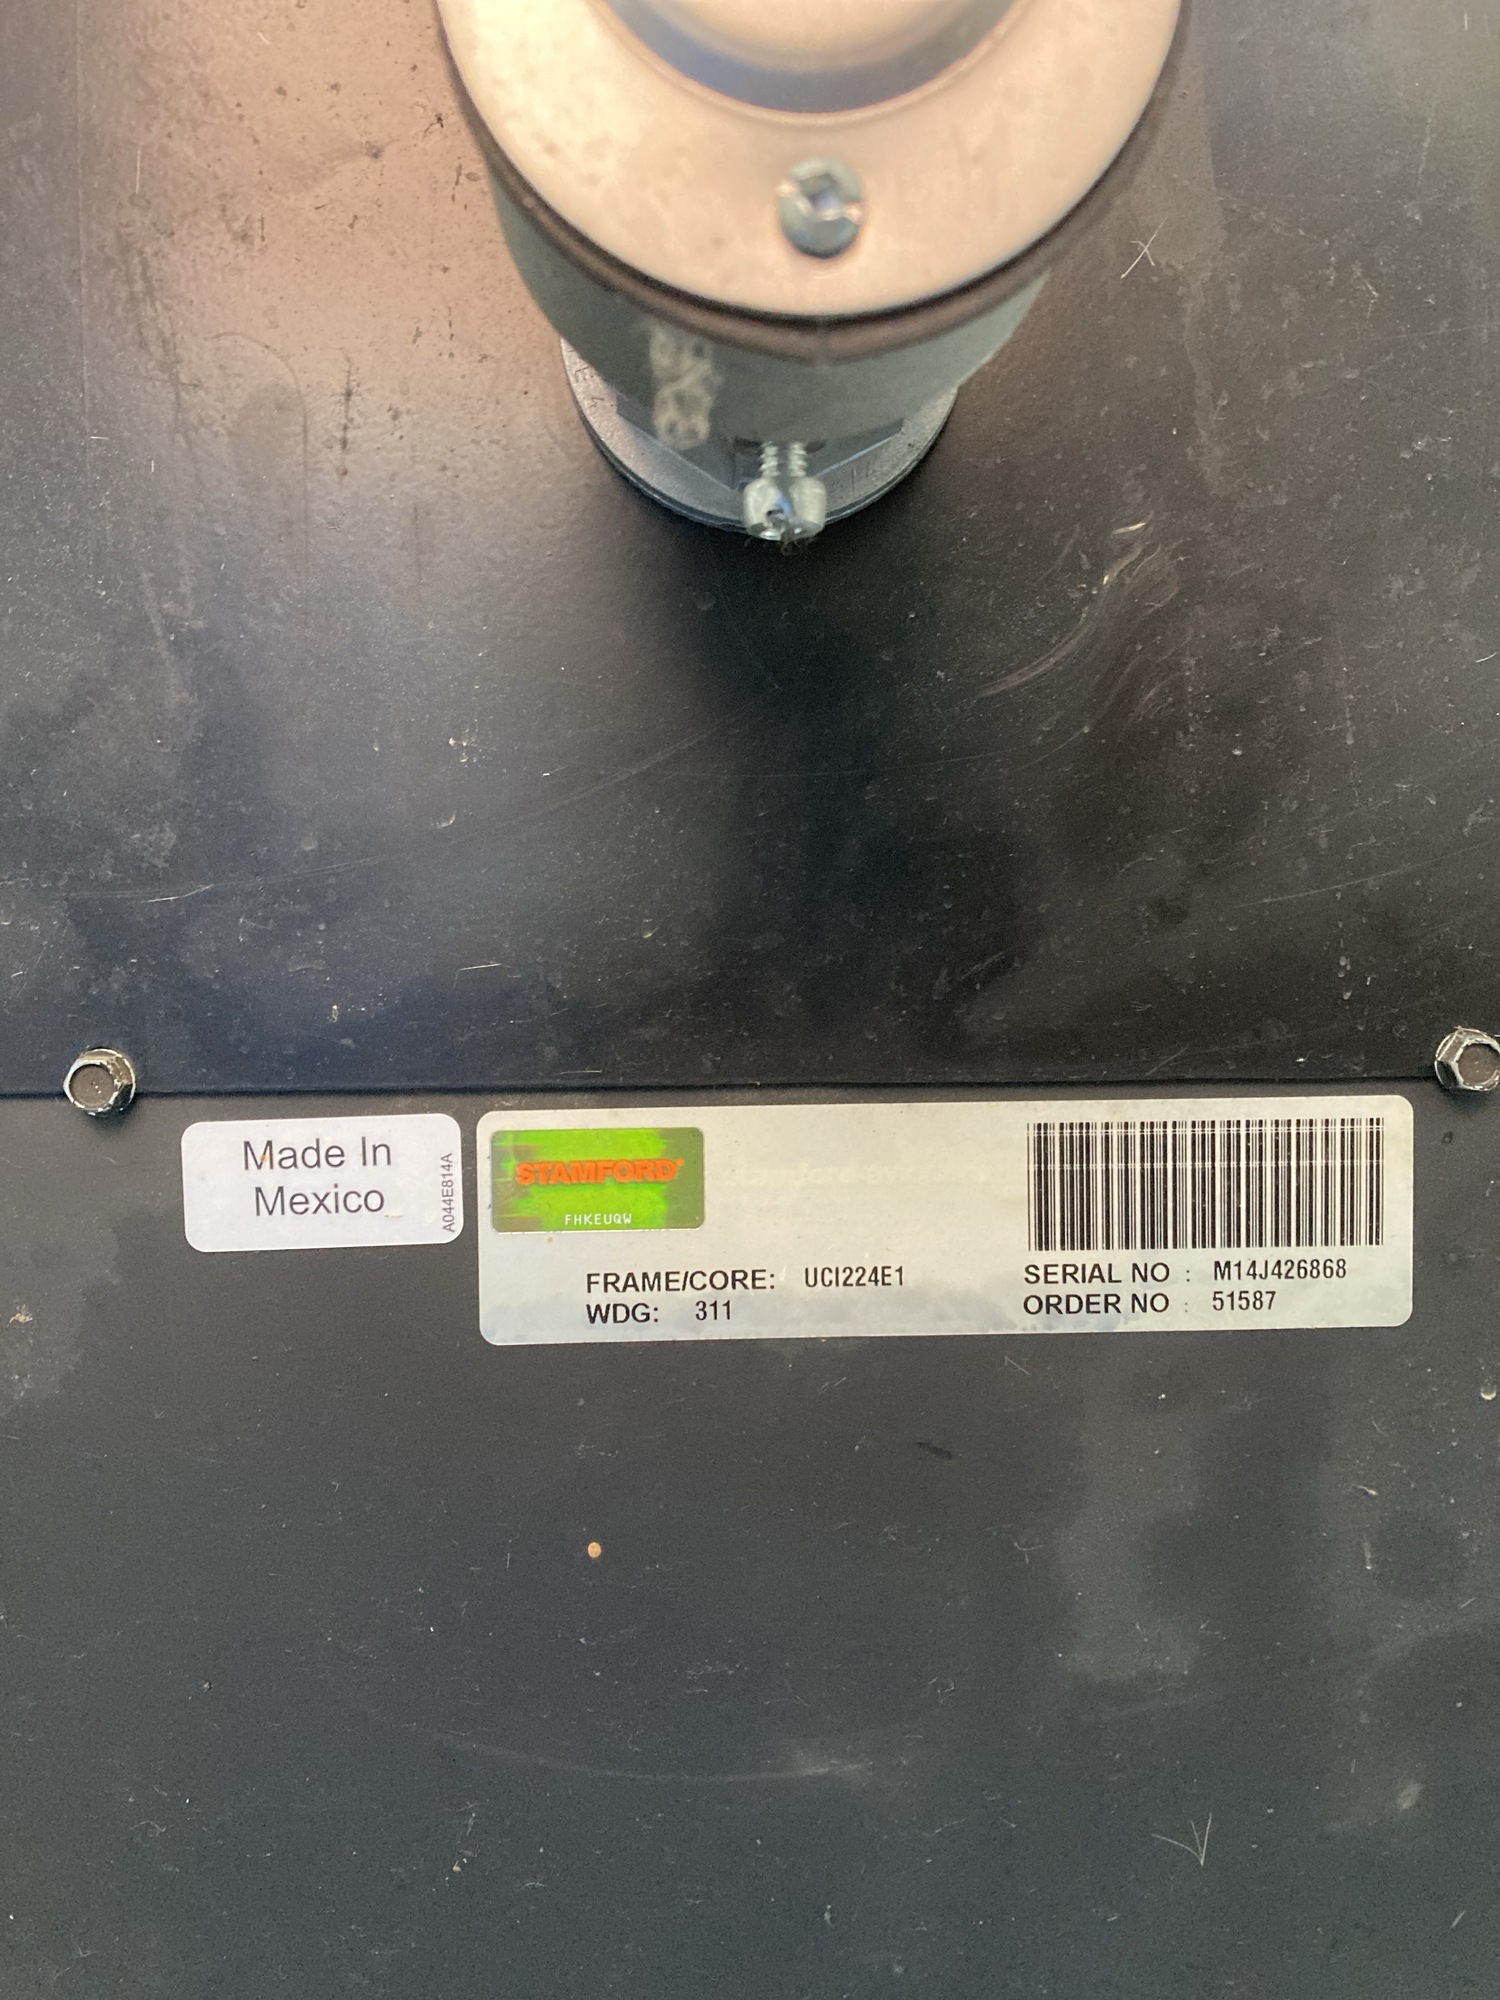 Made In
Mexico
A044E814A
STAMFORD®
FHKEUQW
FRAME/CORE: UCI224E1
WDG: 311
SERIAL NO : M14J426868
ORDER NO : 51587